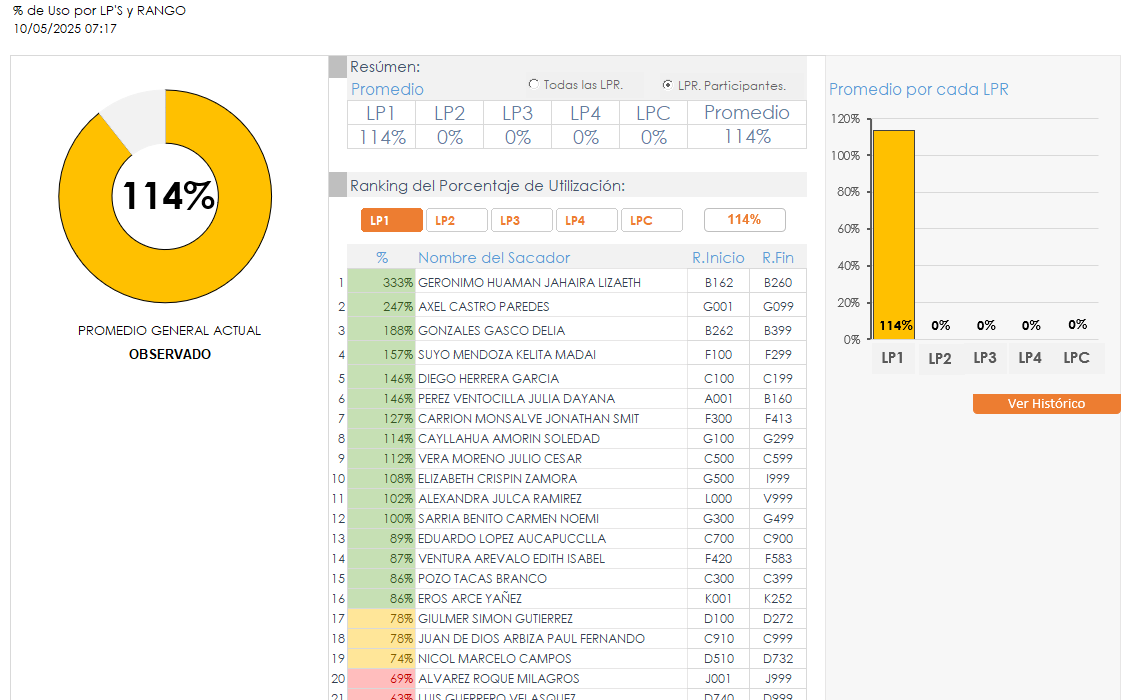 % de Uso por LP'S y RANGO
10/05/2025 07:17
114%
PROMEDIO GENERAL ACTUAL
OBSERVADO
Resúmen:
Promedio
Todas las LPR.
LPR. Participantes.
LP1 LP2 LP3 LP4 LPC Promedio
114% 0% 0% 0% 0% 114%
Ranking del Porcentaje de Utilización:
LP1 LP2 LP3 LP4 LPC 114%
% Nombre del Sacador R.Inicio R.Fin
1 333% GERONIMO HUAMAN JAHAIRA LIZAETH B162 B260
2 247% AXEL CASTRO PAREDES G001 G099
3 188% GONZALES GASCO DELIA B262 B399
4 157% SUYO MENDOZA KELITA MADAI F100 F299
5 146% DIEGO HERRERA GARCIA C100 C199
6 146% PEREZ VENTOCILLA JULIA DAYANA A001 B160
7 127% CARRION MONSALVE JONATHAN SMIT F300 F413
8 114% CAYLLAHUA AMORIN SOLEDAD G100 G299
9 112% VERA MORENO JULIO CESAR C500 C599
10 108% ELIZABETH CRISPIN ZAMORA G500 I999
11 102% ALEXANDRA JULCA RAMIREZ L000 V999
12 100% SARRIA BENITO CARMEN NOEMI G300 G499
13 89% EDUARDO LOPEZ AUCAPUCCLLA C700 C900
14 87% VENTURA AREVALO EDITH ISABEL F420 F583
15 86% POZO TACAS BRANCO C300 C399
16 86% EROS ARCE YAÑEZ K001 K252
17 78% GIULMER SIMON GUTIERREZ D100 D272
18 78% JUAN DE DIOS ARBIZA PAUL FERNANDO C910 C999
19 74% NICOL MARCELO CAMPOS D510 D732
20 69% ALVAREZ ROQUE MILAGROS J001 J999
21 63% LUIS GUERRERO VELASQUEZ D740 D999
Promedio por cada LPR
120%
100%
80%
60%
40%
20%
0%
114% 0% 0% 0% 0%
LP1 LP2 LP3 LP4 LPC
Ver Histórico